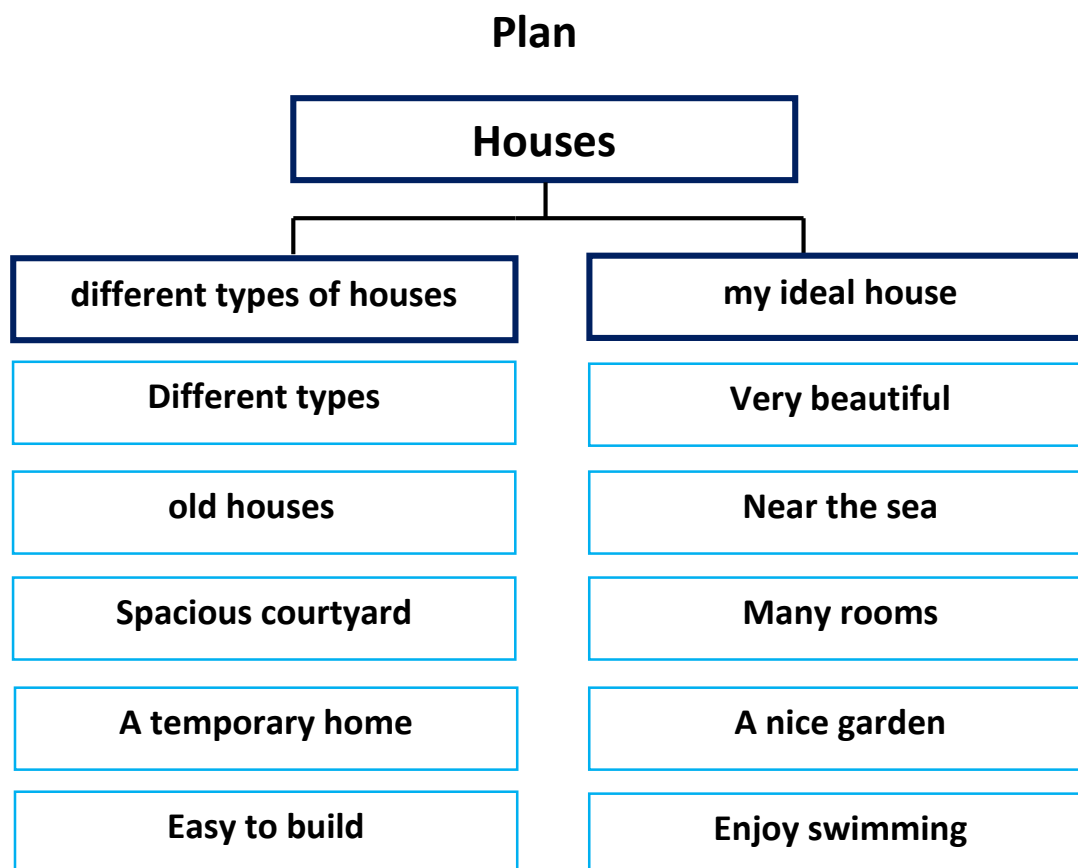 Plan
Houses
different types of houses
Different types
old houses
Spacious courtyard
A temporary home
Easy to build
my ideal house
Very beautiful
Near the sea
Many rooms
A nice garden
Enjoy swimming